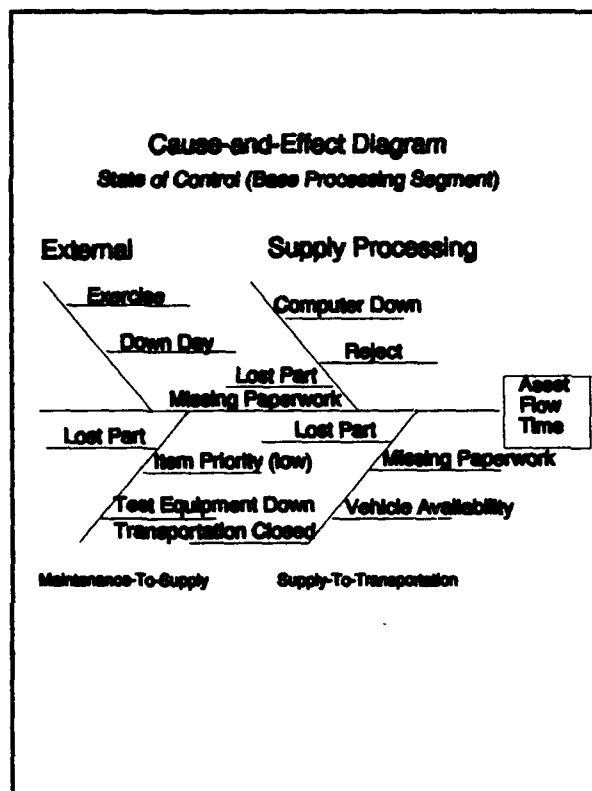 Cause-and-Effect Diagram
State of Control (Base Processing Segment)
External
Supply Processing
Exercise
Computer Down
Down Day
Reject
Lost Part
Missing Paperwork
Asset
Flow
Time
Lost Part
Lost Part
Item Priority (low)
Missing Paperwork
Test Equipment Down
Vehicle Availability
Transportation Closed
Maintenance-To-Supply
Supply-To-Transportation